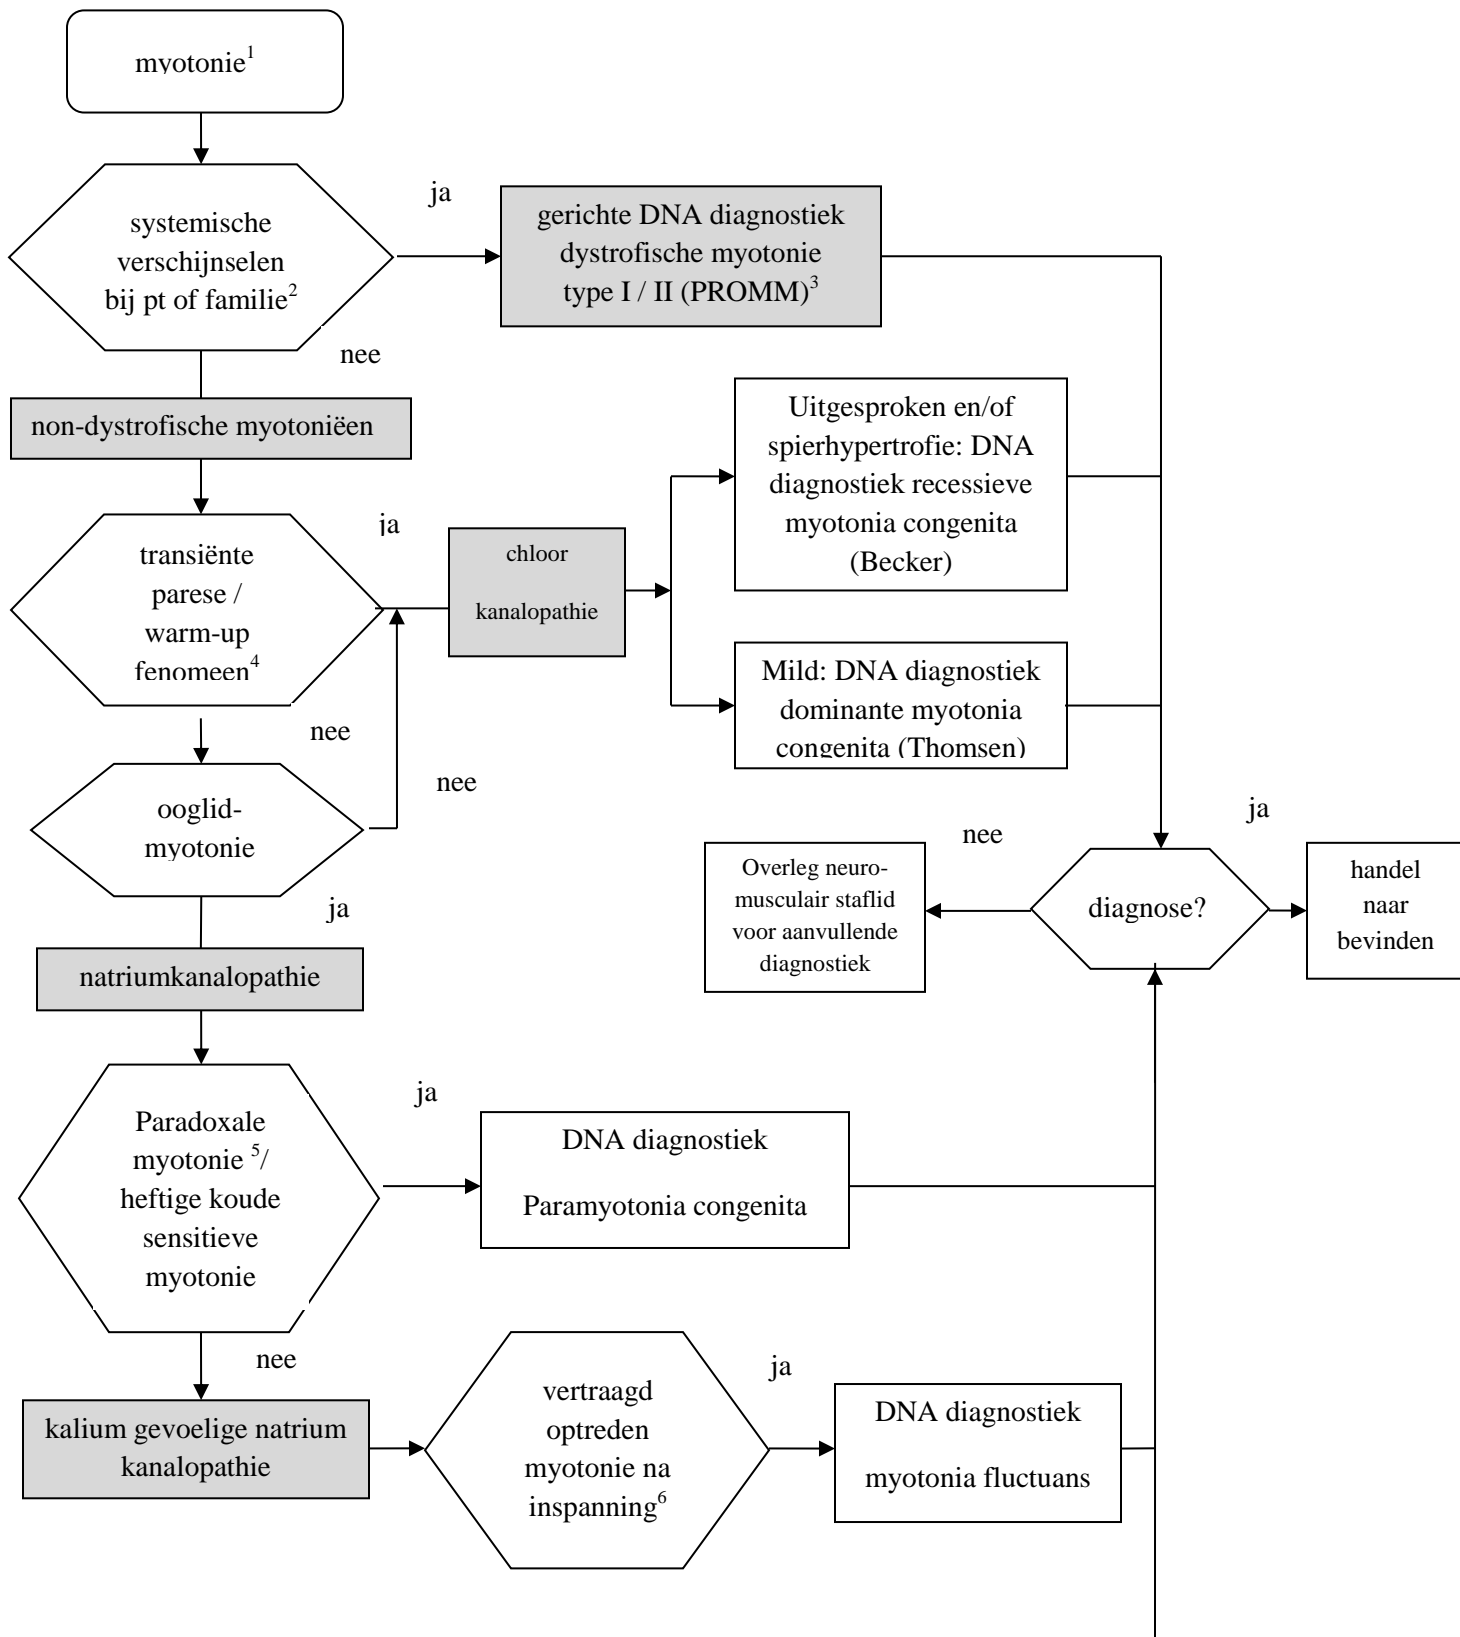 myotonie¹
systemische
verschijnselen
bij pt of familie²
ja
gerichte DNA diagnostiek
dystrofische myotonie
type I / II (PROMM)³
nee
non-dystrofische myotoniëen
transiënte
parese /
warm-up
fenomeen⁴
ja
chloor
kanalopathie
Uitgesproken en/of
spierhypertrofie: DNA
diagnostiek recessieve
myotonia congenita
(Becker)
Mild: DNA diagnostiek
dominante myotonia
congenita (Thomsen)
nee
ooglid-
myotonie
nee
ja
natriumkanalopathie
Overleg neuro-
musculair staflid
voor aanvullende
diagnostiek
nee
diagnose?
ja
handel
naar
bevinden
Paradoxale
myotonie ⁵/
heftige koude
sensitieve
myotonie
ja
DNA diagnostiek
Paramyotonia congenita
nee
kalium gevoelige natrium
kanalopathie
vertraagd
optreden
myotonie na
inspanning⁶
ja
DNA diagnostiek
myotonia fluctuans